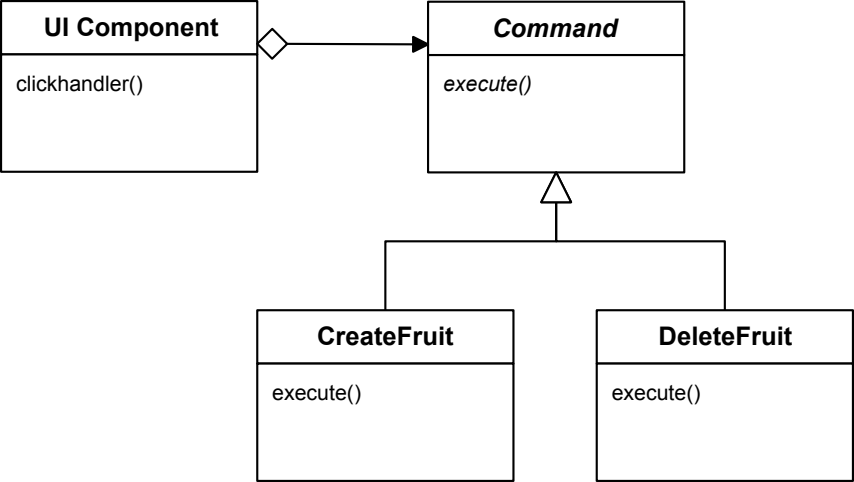 UI Component
clickhandler()
Command
execute()
CreateFruit
execute()
DeleteFruit
execute()